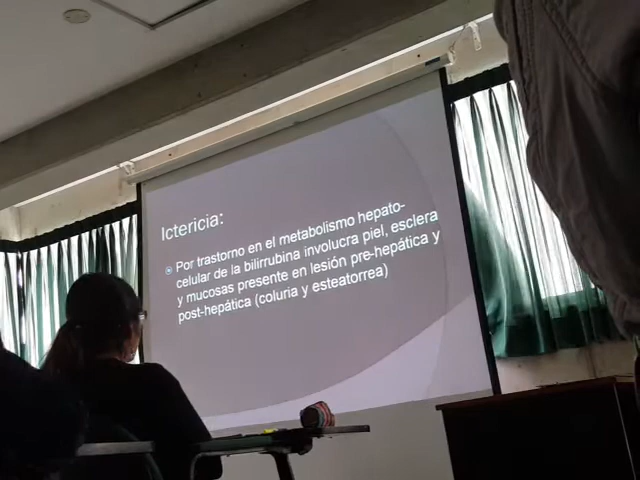 Ictericia:
Por trastorno en el metabolismo hepato-
celular de la bilirrubina involucra piel, esclera
y mucosas presente en lesión pre-hepática y
post-hepática (coluria y esteatorrea)